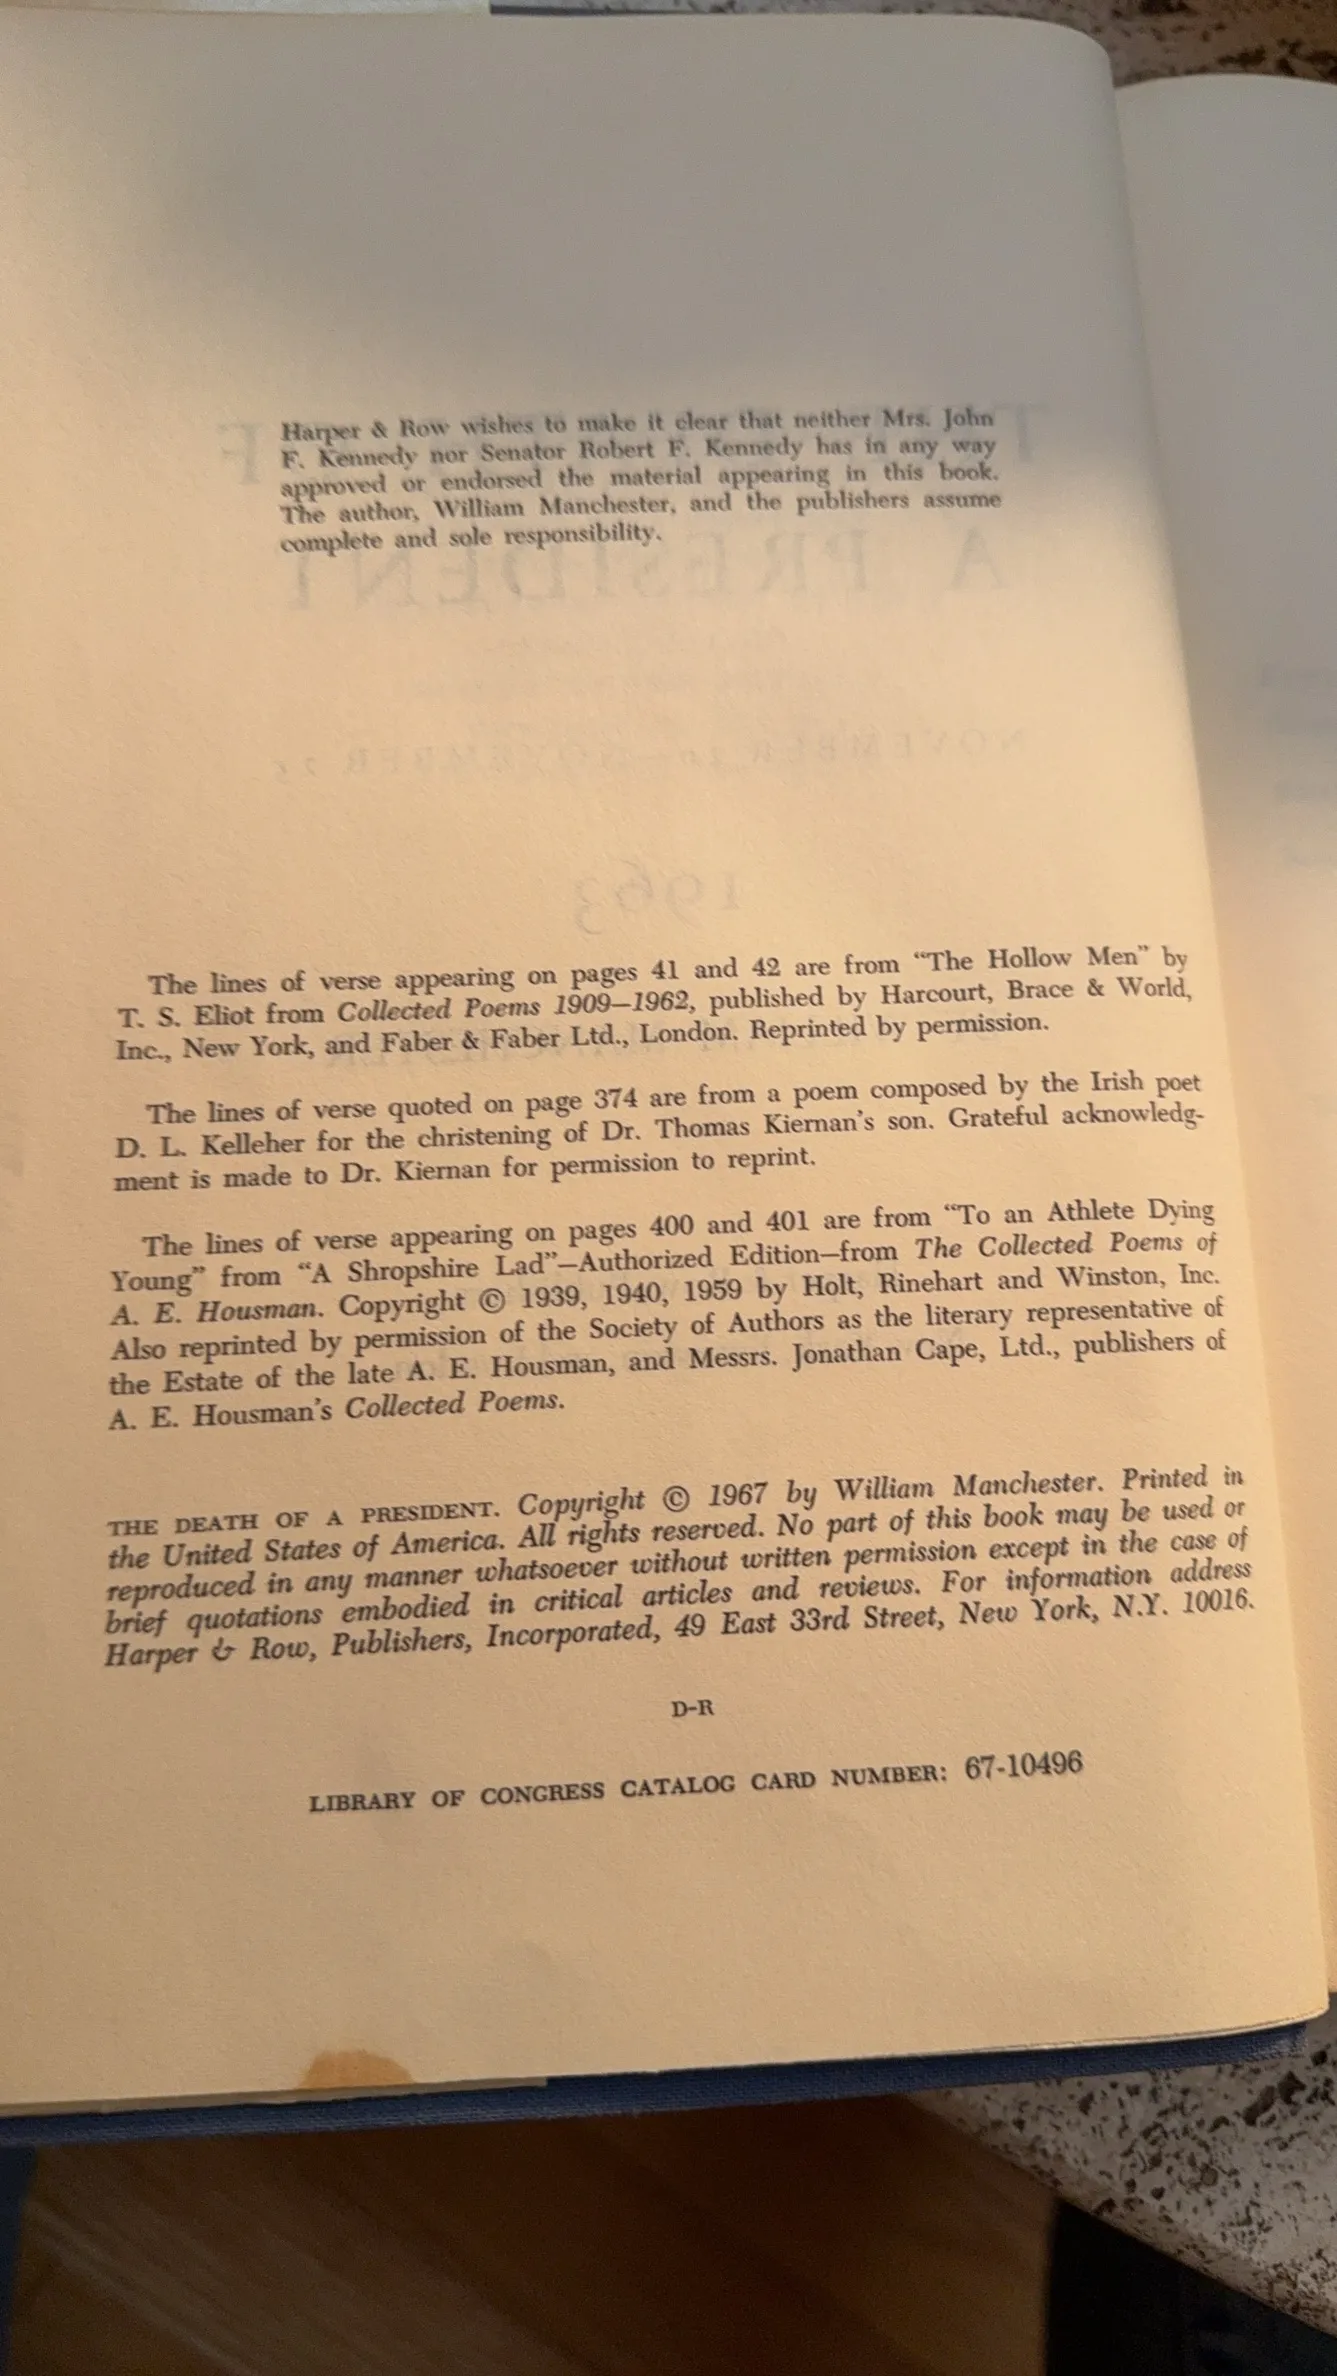 Harper & Row wishes to make it clear that neither Mrs. John
F. Kennedy nor Senator Robert F. Kennedy has in any way
approved or endorsed the material appearing in this book.
The author, William Manchester, and the publishers assume
complete and sole responsibility.
A PRESIDENT
NOVEMBER 20—NOVEMBER 25
1963
The lines of verse appearing on pages 41 and 42 are from “The Hollow Men” by
T. S. Eliot from Collected Poems 1909–1962, published by Harcourt, Brace & World,
Inc., New York, and Faber & Faber Ltd., London. Reprinted by permission.
The lines of verse quoted on page 374 are from a poem composed by the Irish poet
D. L. Kelleher for the christening of Dr. Thomas Kiernan’s son. Grateful acknowledg-
ment is made to Dr. Kiernan for permission to reprint.
The lines of verse appearing on pages 400 and 401 are from “To an Athlete Dying
Young” from “A Shropshire Lad”—Authorized Edition—from The Collected Poems of
A. E. Housman. Copyright © 1939, 1940, 1959 by Holt, Rinehart and Winston, Inc.
Also reprinted by permission of the Society of Authors as the literary representative of
the Estate of the late A. E. Housman, and Messrs. Jonathan Cape, Ltd., publishers of
A. E. Housman’s Collected Poems.
THE DEATH OF A PRESIDENT. Copyright © 1967 by William Manchester. Printed in
the United States of America. All rights reserved. No part of this book may be used or
reproduced in any manner whatsoever without written permission except in the case of
brief quotations embodied in critical articles and reviews. For information address
Harper & Row, Publishers, Incorporated, 49 East 33rd Street, New York, N.Y. 10016.
D-R
LIBRARY OF CONGRESS CATALOG CARD NUMBER: 67-10496